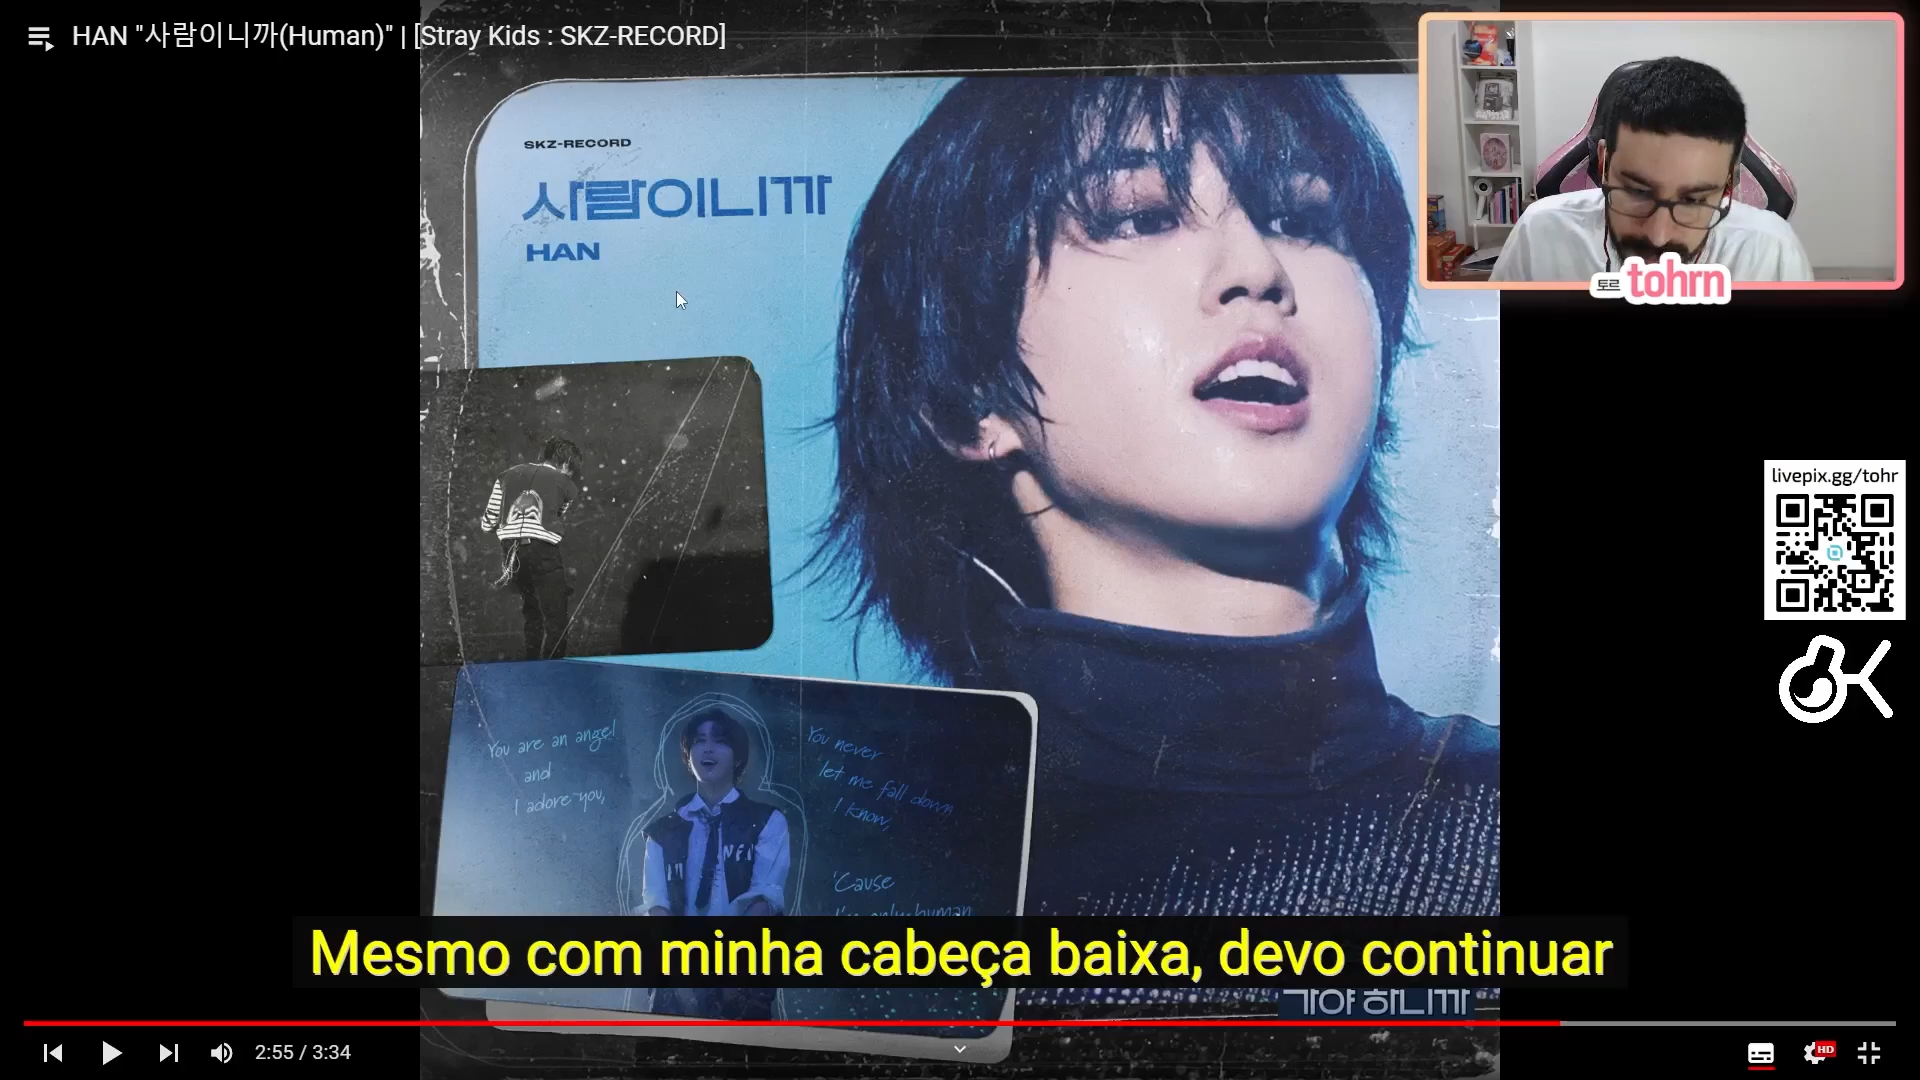 HAN "사람이니까(Human)" | [Stray Kids : SKZ-RECORD]
SKZ-RECORD
사람이니까
HAN
토르 tohrn
livepix.gg/tohr
You are an angel
and
I adore you,
You never
let me fall down
I know,
'Cause
I'm only human
Mesmo com minha cabeça baixa, devo continuar
가야 하니까
2:55 / 3:34
HD